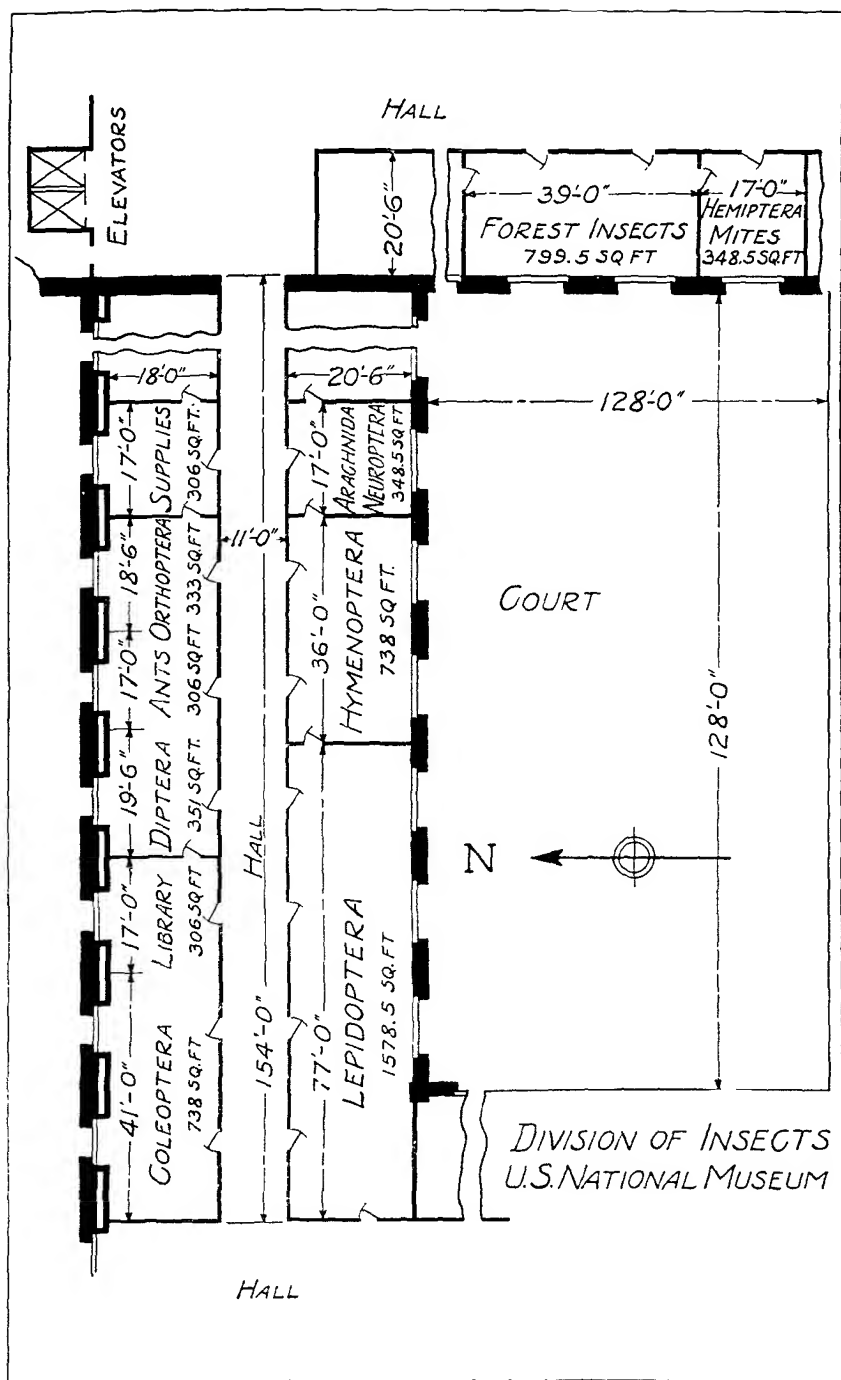 HALL
ELEVATORS
20'-6"
39'-0"
FOREST INSECTS
799.5 SQ FT
17'-0"
HEMIPTERA
MITES
348.5 SQ.FT
18'-0"
20'-6"
128'-0"
17'-0"
SUPPLIES
306 SQ.FT.
17'-0"
ARACHNIDA
NEUROPTERA
348.5 SQ FT
11'-0"
18'-6"
ORTHOPTERA
333 SQ.FT.
36'-0"
HYMENOPTERA
738 SQ FT.
COURT
128'-0"
17'-0"
ANTS
306 SQ FT
19'-6"
DIPTERA
351 SQ.FT.
HALL
154'-0"
N
17'-0"
LIBRARY
306 SQ FT
77'-0"
LEPIDOPTERA
1578.5 SQ.FT
41'-0"
COLEOPTERA
738 SQ.FT
DIVISION OF INSECTS
U.S. NATIONAL MUSEUM
HALL